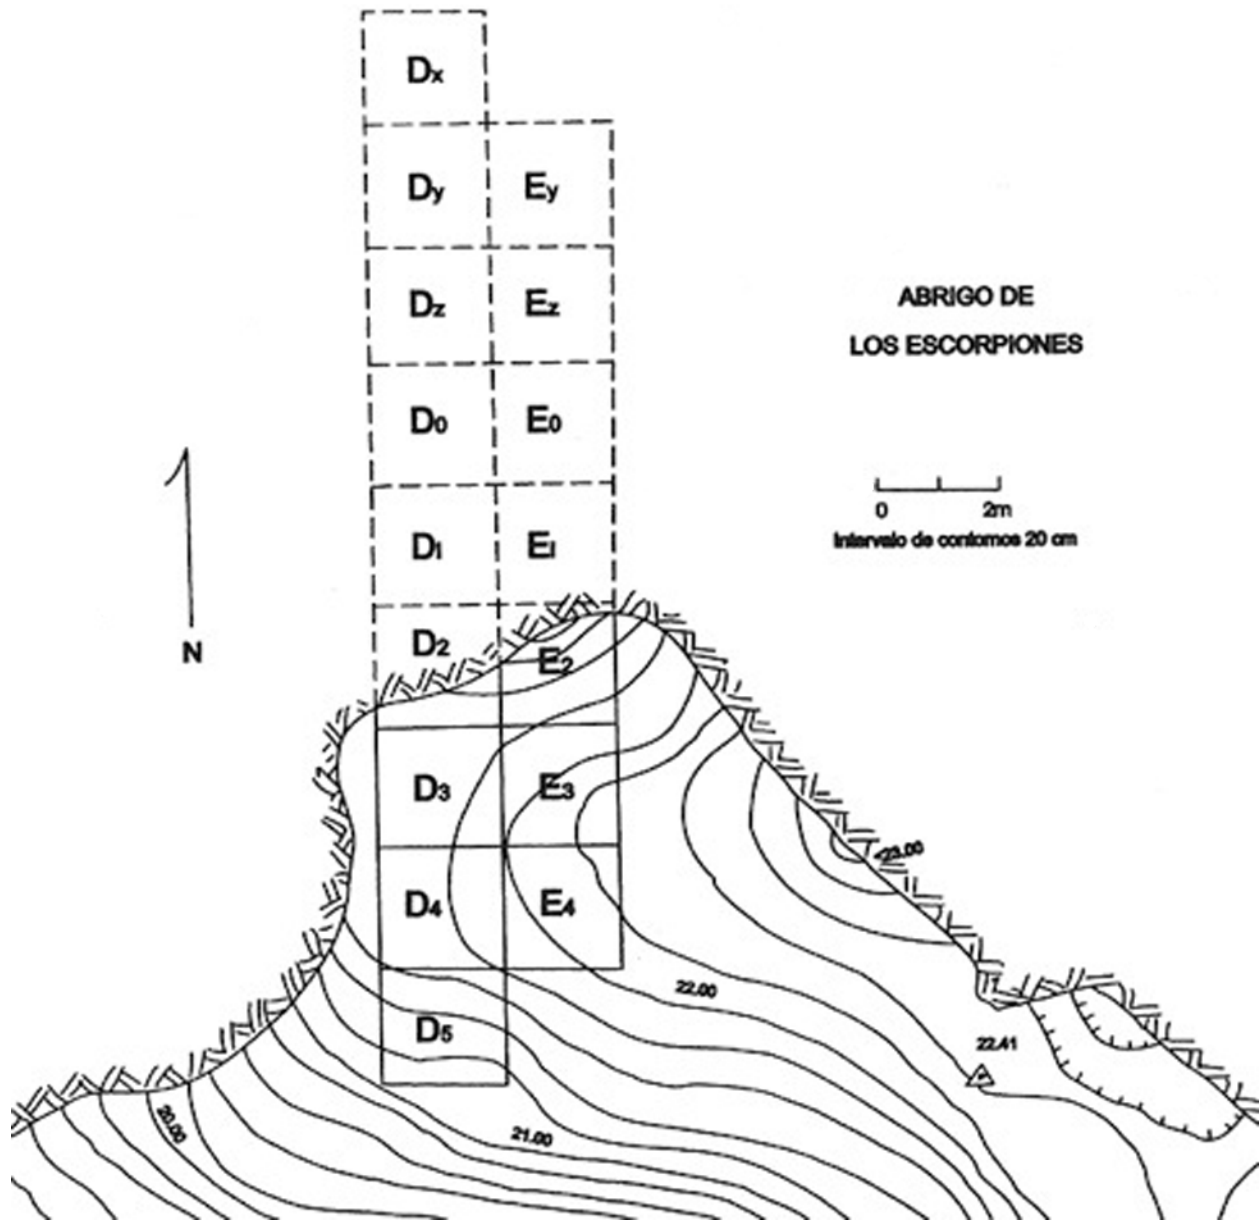 Dx
Dy Ey
Dz Ez
ABRIGO DE
LOS ESCORPIONES
D0 E0
0 2m
Intervalo de contornos 20 cm
D1 E1
N
D2 E2
D3 E3
23.00
D4 E4
22.00
D5
22.41
20.00
21.00